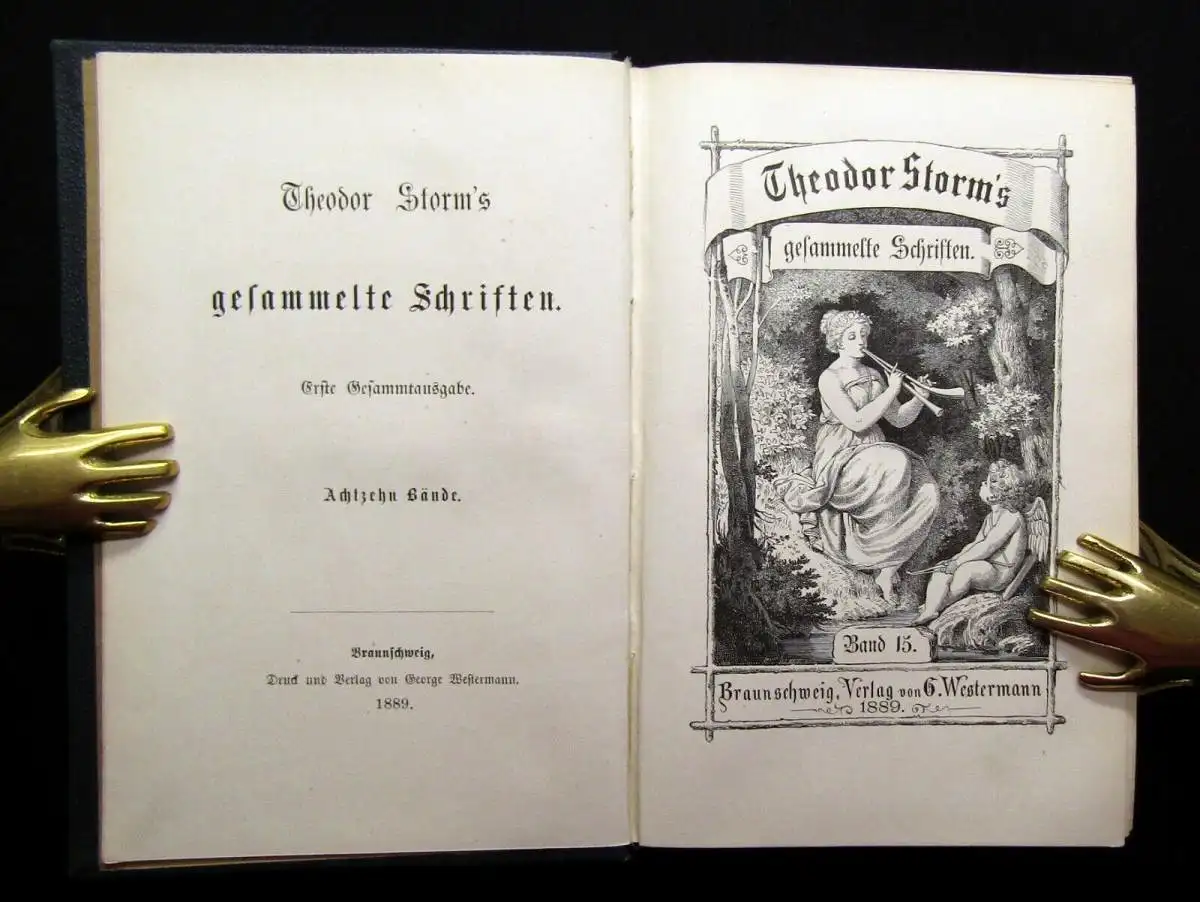 Theodor Storm's
gesammelte Schriften.
Erste Gesammtausgabe.
Achtzehn Bände.
Braunschweig,
Druck und Verlag von George Westermann.
1889.
Theodor Storm's
gesammelte Schriften.
Band 15.
Braunschweig, Verlag von G. Westermann
1889.